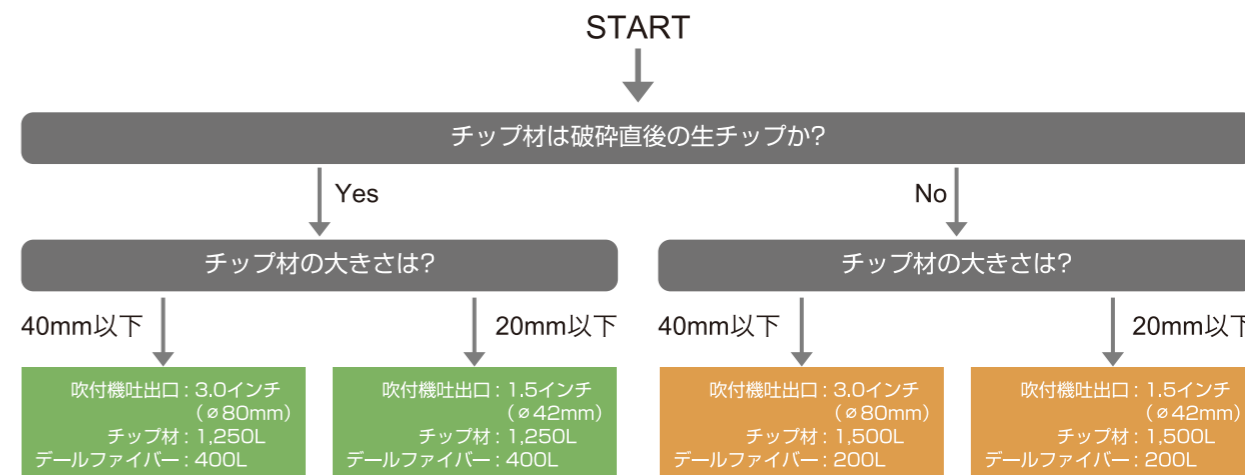 START
チップ材は破砕直後の生チップか?
Yes
No
チップ材の大きさは?
チップ材の大きさは?
40mm以下
20mm以下
40mm以下
20mm以下
吹付機吐出口 : 3.0インチ
(⌀80mm)
チップ材 : 1,250L
デールファイバー : 400L
吹付機吐出口 : 1.5インチ
(⌀42mm)
チップ材 : 1,250L
デールファイバー : 400L
吹付機吐出口 : 3.0インチ
(⌀80mm)
チップ材 : 1,500L
デールファイバー : 200L
吹付機吐出口 : 1.5インチ
(⌀42mm)
チップ材 : 1,500L
デールファイバー : 200L